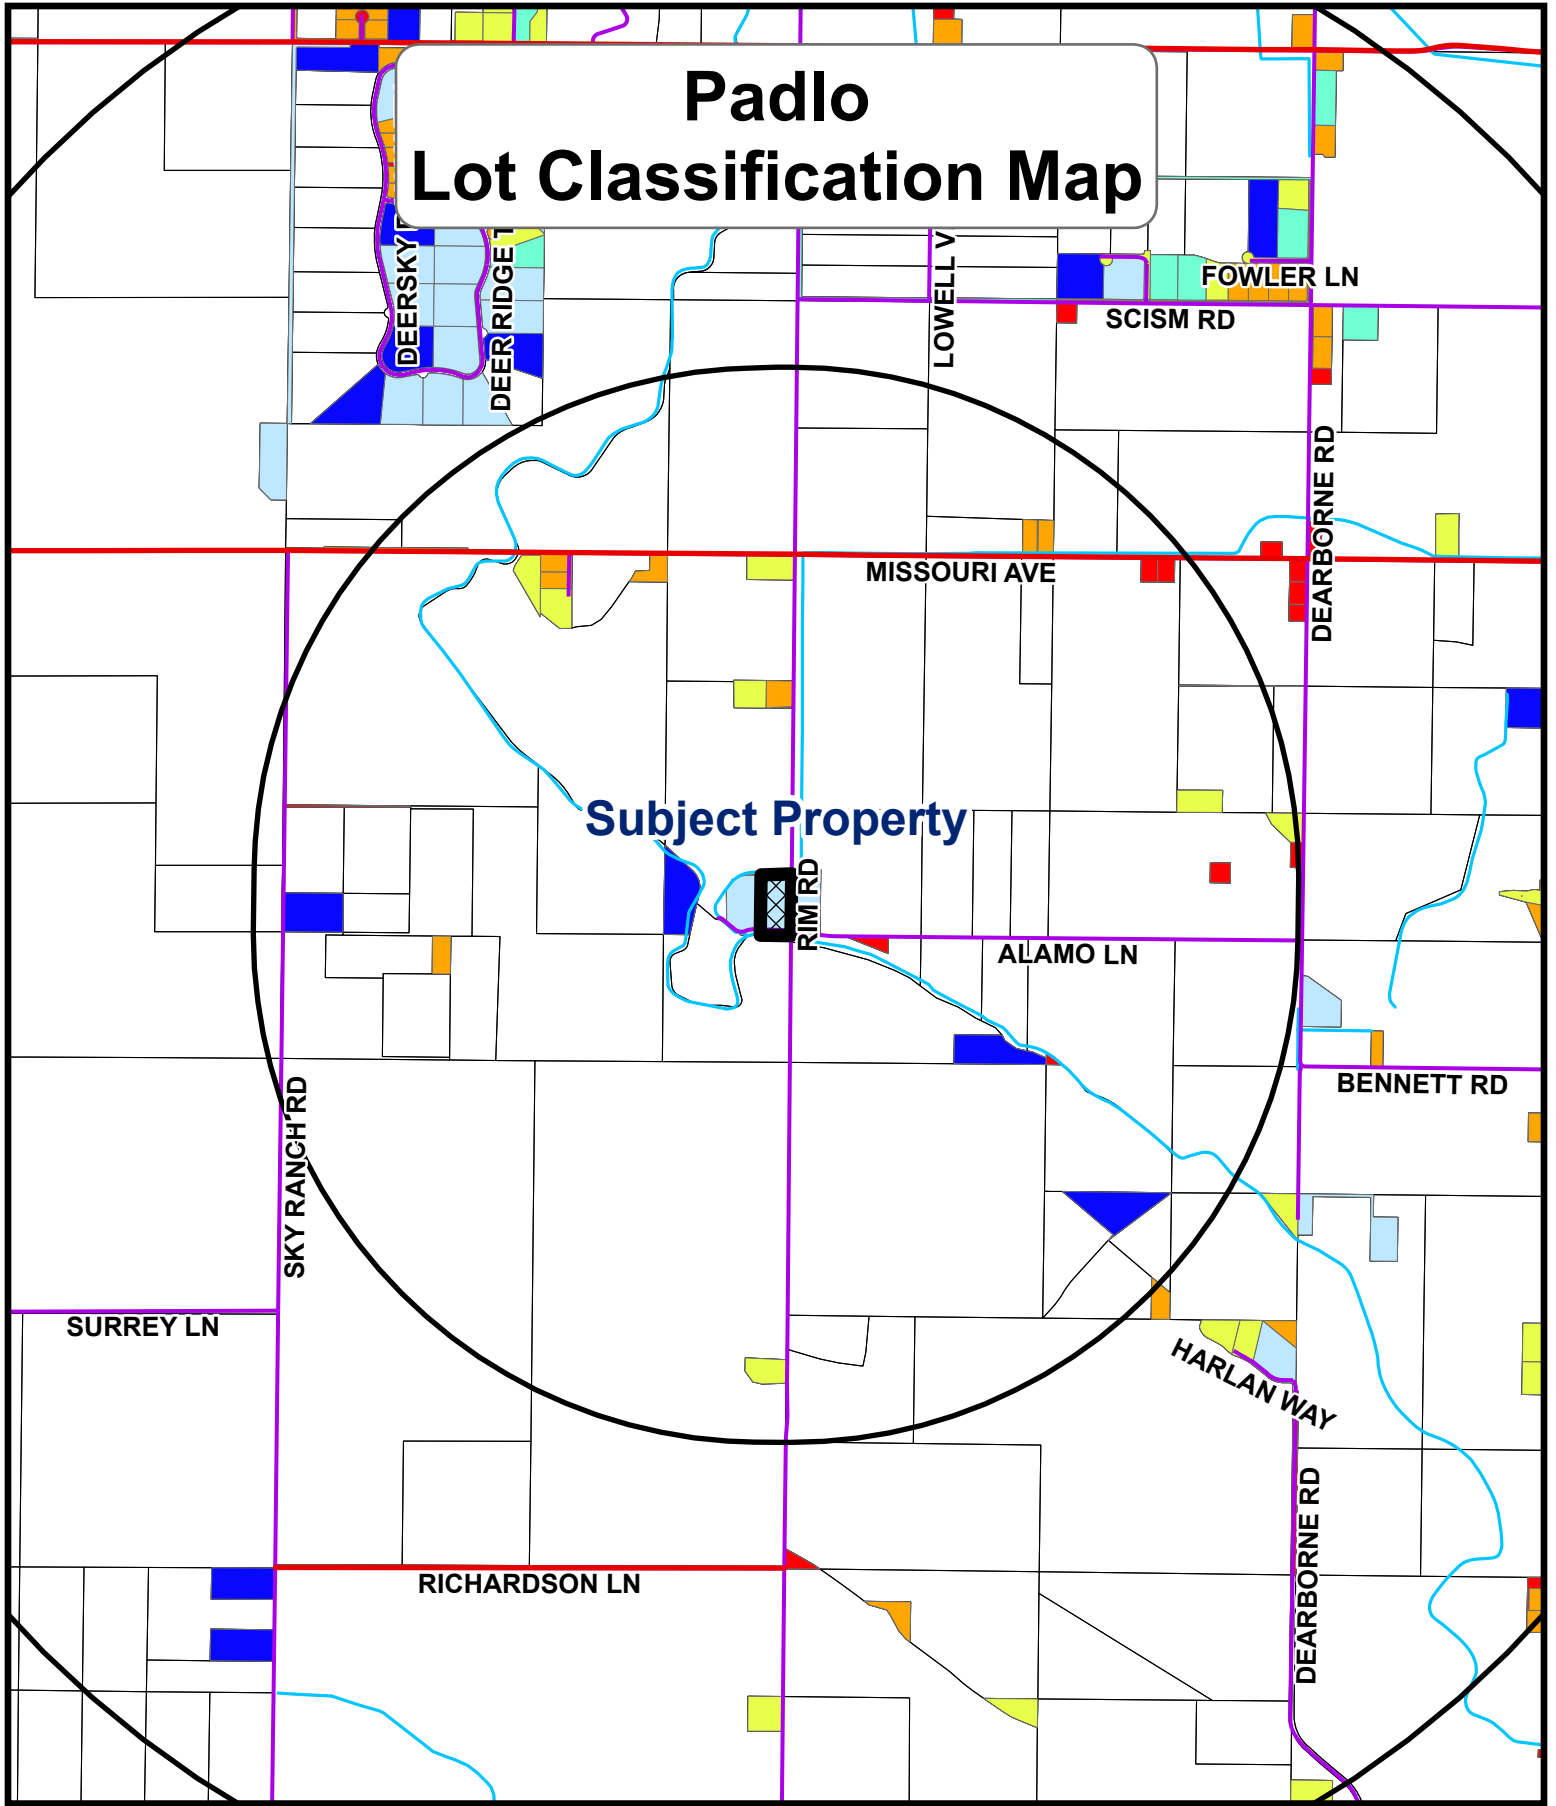 Padlo
Lot Classification Map
DEERSKY
DEER RIDGE
LOWELL V
FOWLER LN
SCISM RD
DEARBORNE RD
MISSOURI AVE
Subject Property
RIM RD
ALAMO LN
BENNETT RD
SKY RANCH RD
SURREY LN
HARLAN WAY
RICHARDSON LN
DEARBORNE RD